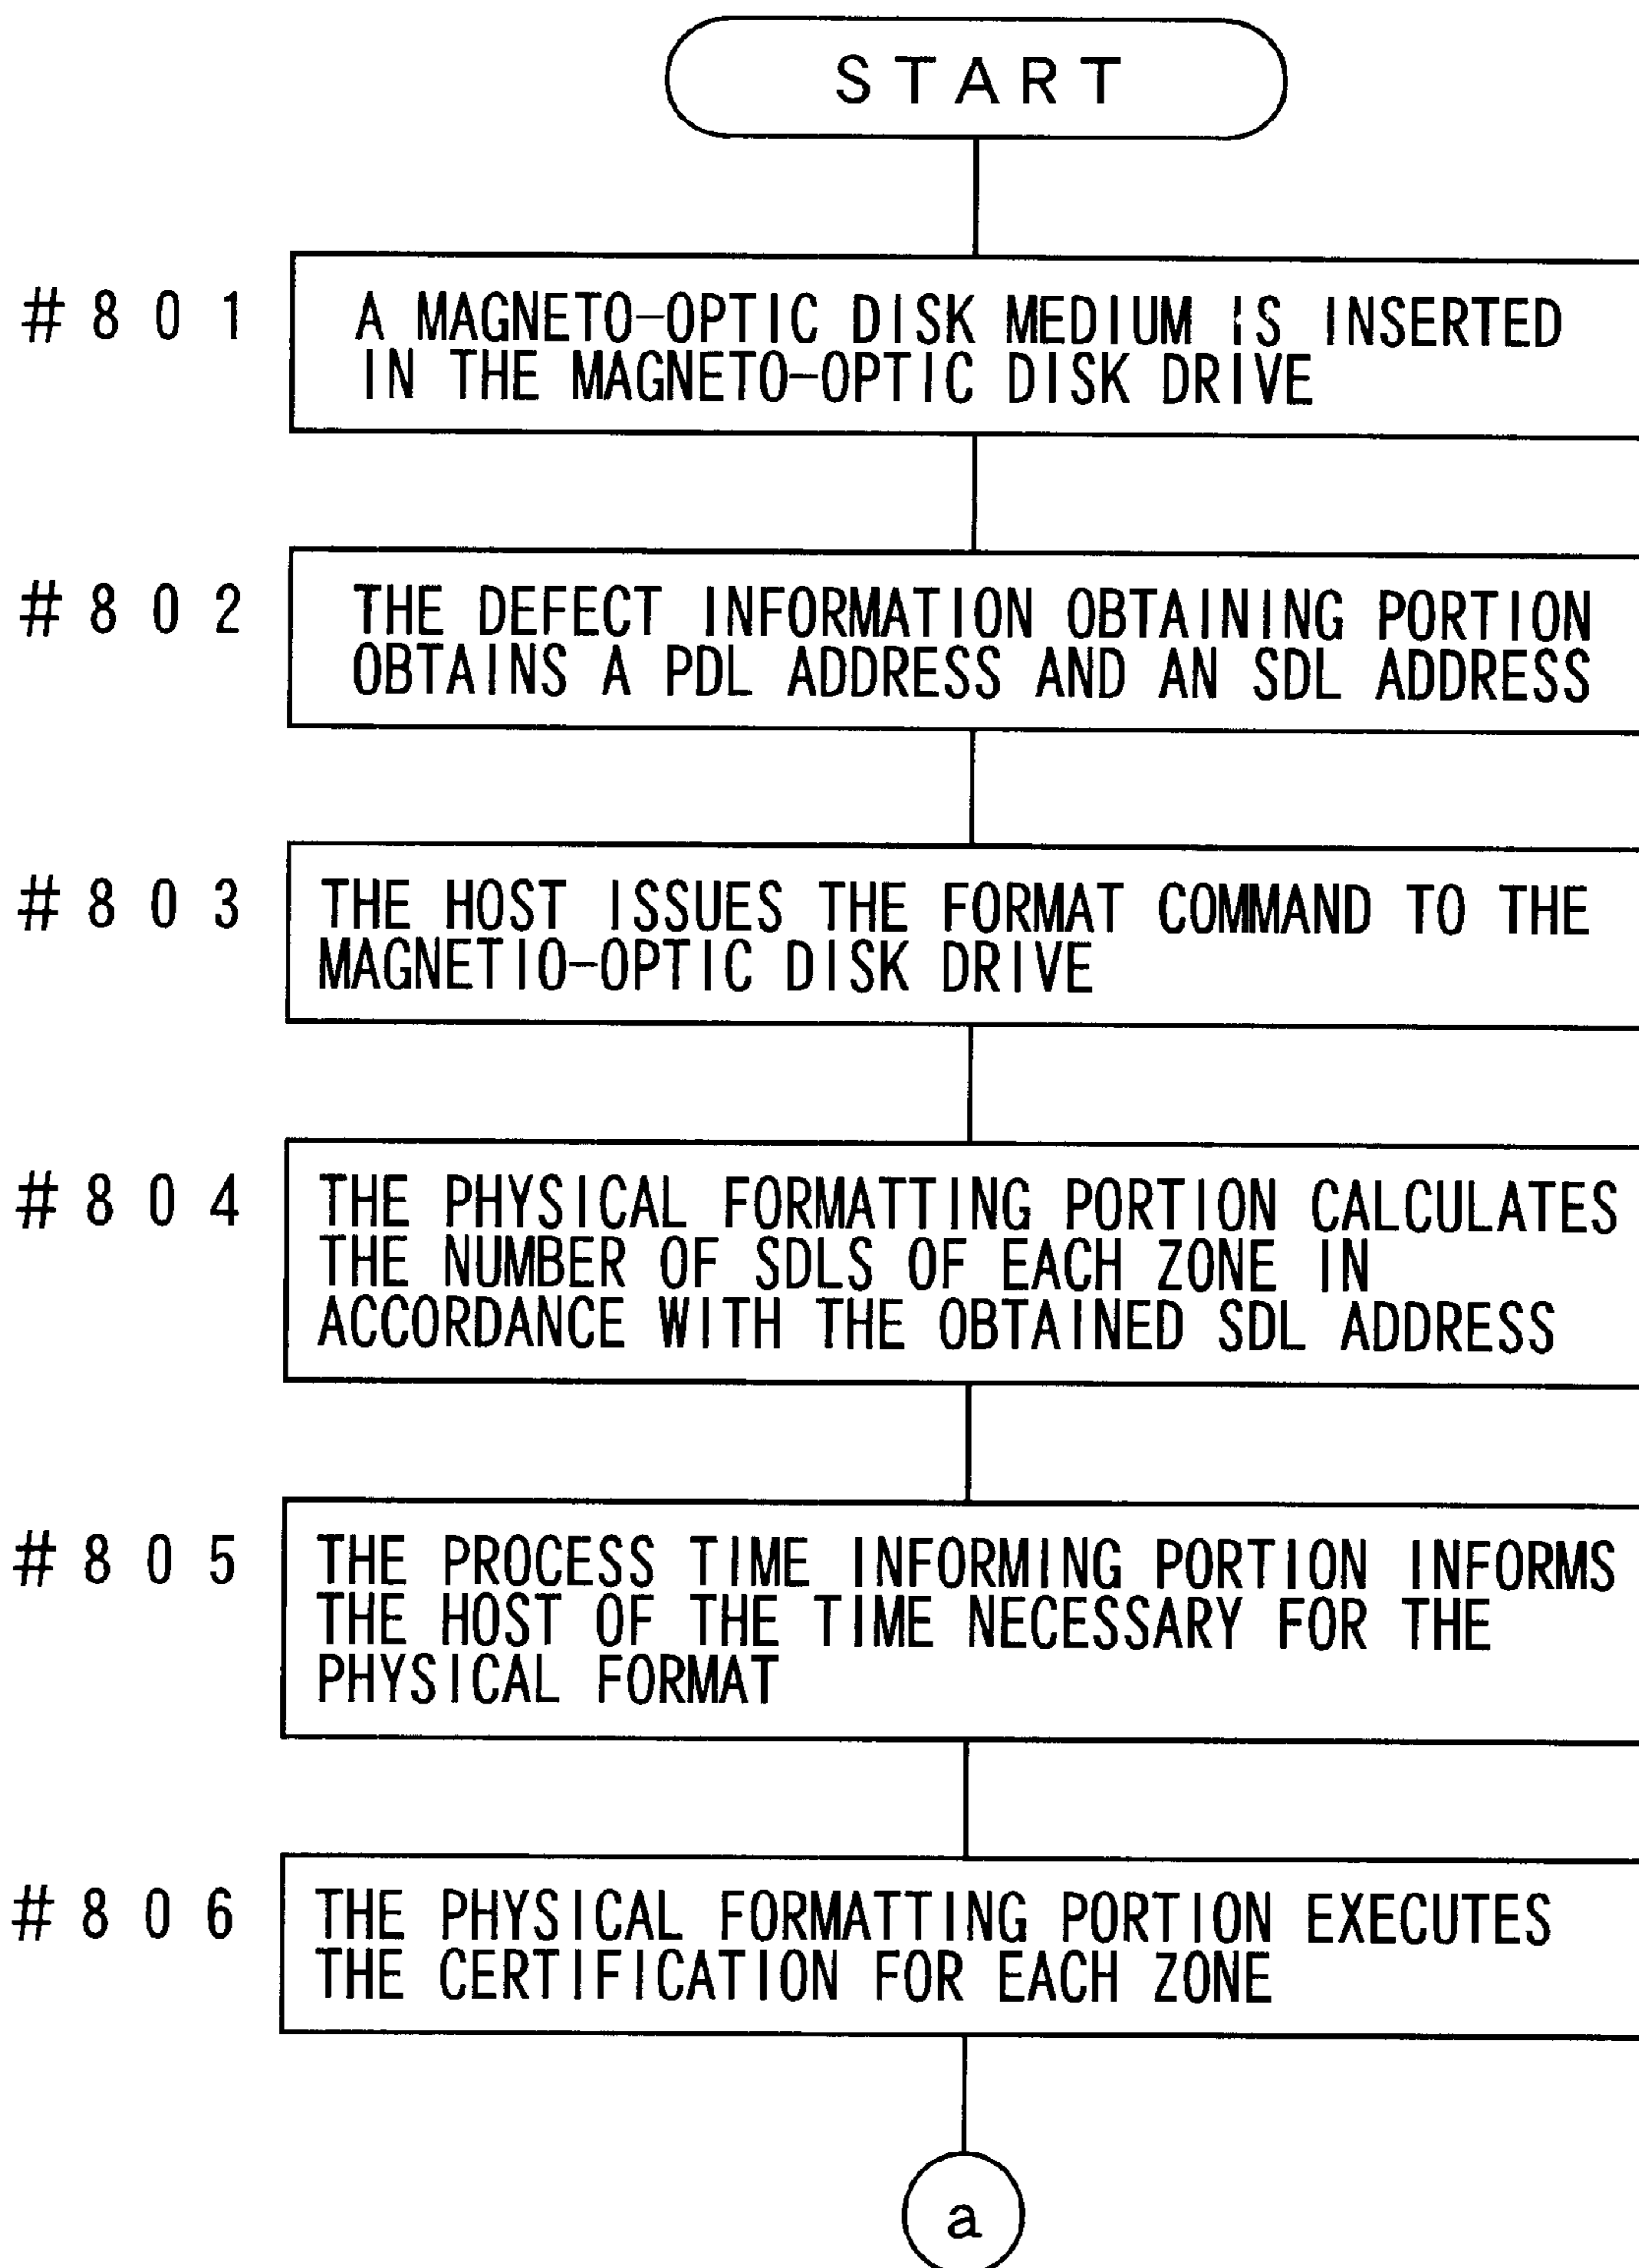 START
#801
A MAGNETO-OPTIC DISK MEDIUM IS INSERTED
IN THE MAGNETO-OPTIC DISK DRIVE
#802
THE DEFECT INFORMATION OBTAINING PORTION
OBTAINS A PDL ADDRESS AND AN SDL ADDRESS
#803
THE HOST ISSUES THE FORMAT COMMAND TO THE
MAGNETIO-OPTIC DISK DRIVE
#804
THE PHYSICAL FORMATTING PORTION CALCULATES
THE NUMBER OF SDLS OF EACH ZONE IN
ACCORDANCE WITH THE OBTAINED SDL ADDRESS
#805
THE PROCESS TIME INFORMING PORTION INFORMS
THE HOST OF THE TIME NECESSARY FOR THE
PHYSICAL FORMAT
#806
THE PHYSICAL FORMATTING PORTION EXECUTES
THE CERTIFICATION FOR EACH ZONE
a